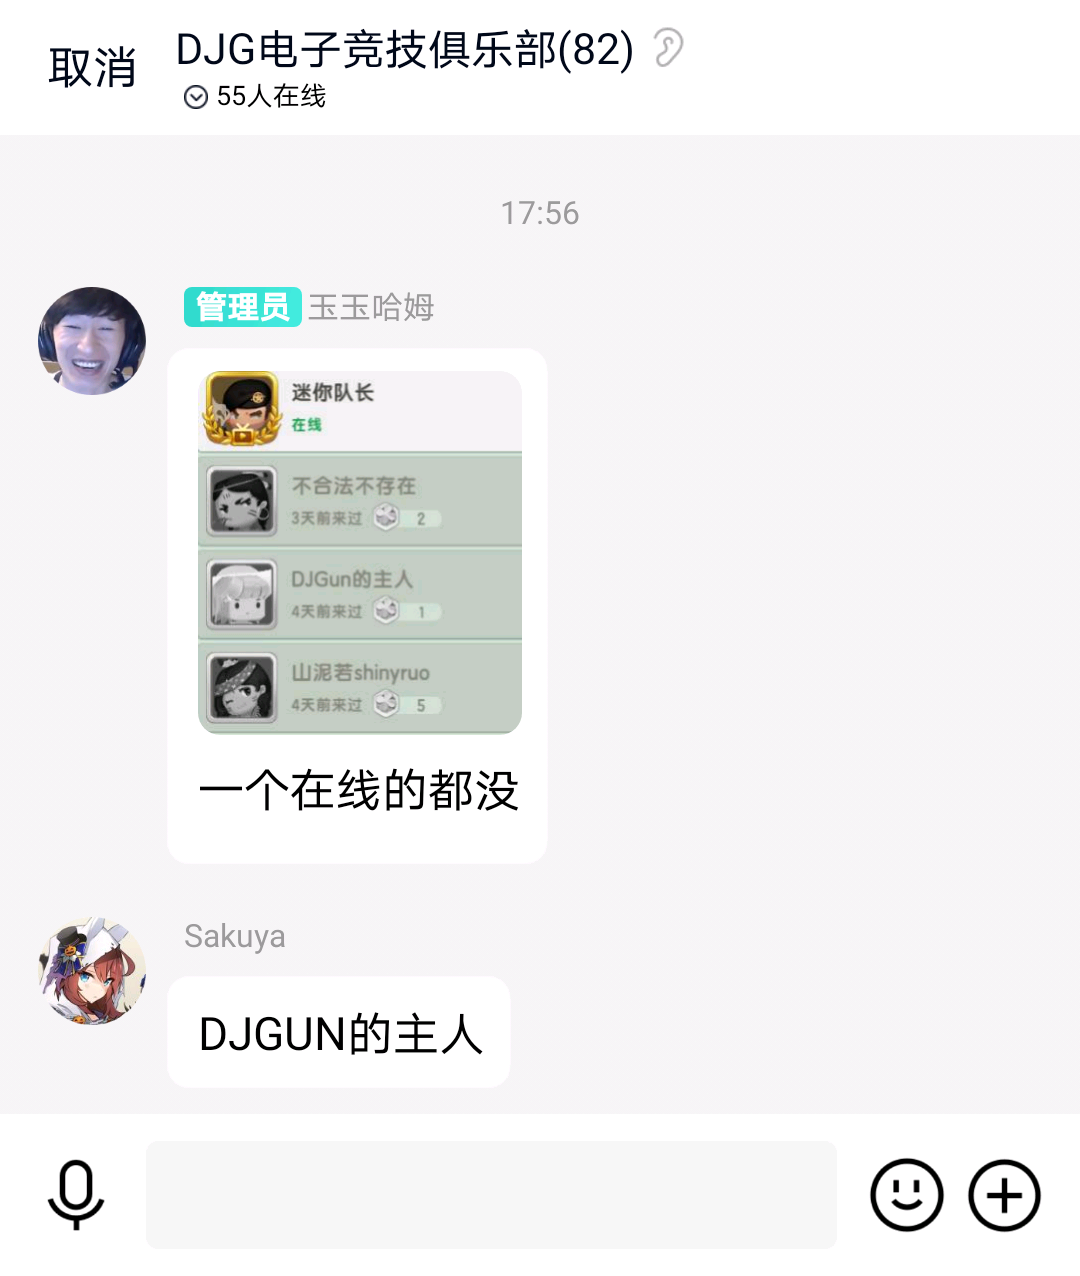 取消
DJG电子竞技俱乐部(82)
55人在线
17:56
管理员 玉玉哈姆
迷你队长
在线
不合法不存在
3天前来过 2
DJGun的主人
4天前来过 1
山泥若shinyruo
4天前来过 5
一个在线的都没
Sakuya
DJGUN的主人